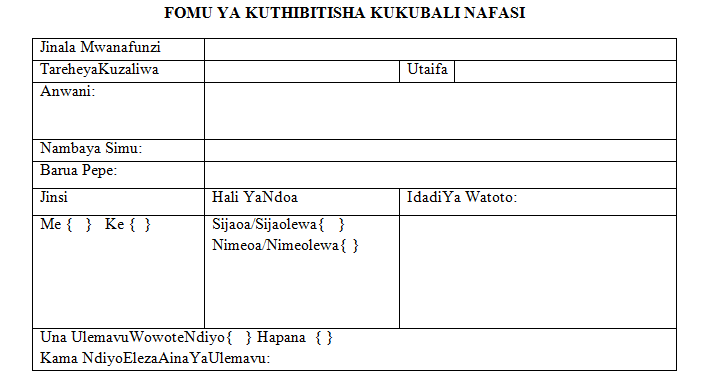 FOMU YA KUTHIBITISHA KUKUBALI NAFASI
Jinala Mwanafunzi
TareheyaKuzaliwa Utaifa
Anwani:
Nambaya Simu:
Barua Pepe:
Jinsi Hali YaNdoa IdadiYa Watoto:
Me { } Ke { } Sijaoa/Sijaolewa{ }
Nimeoa/Nimeolewa{ }
Una UlemavuWowoteNdiyo{ } Hapana { }
Kama NdiyoElezaAinaYaUlemavu: